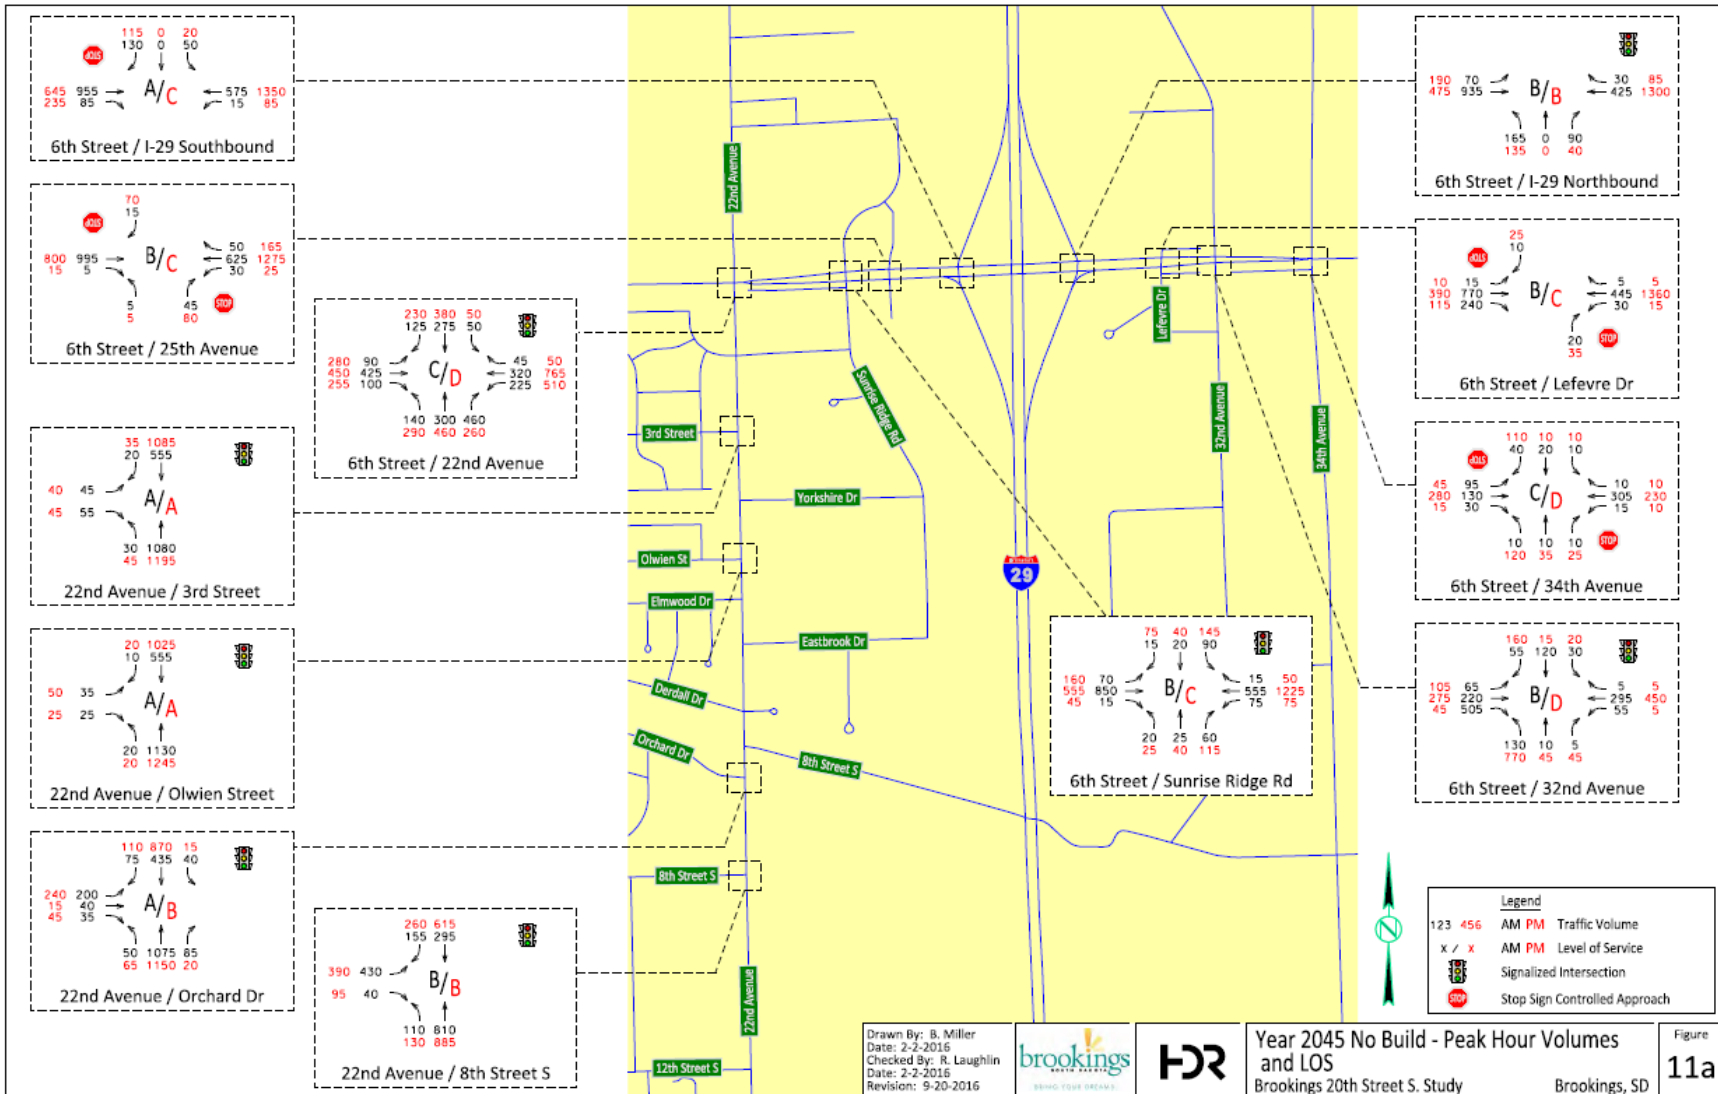 115 0 20
130 0 50
STOP
645 955
235 85
A/C
575 1350
15 85
6th Street / I-29 Southbound
70
15
STOP
800 995
15 5
B/C
50 165
625 1275
30 25
5 45
5 80
STOP
6th Street / 25th Avenue
230 380 50
125 275 50
280 90
450 425
255 100
C/D
45 50
320 765
225 510
140 300 460
290 460 260
6th Street / 22nd Avenue
35 1085
20 555
40 45
45 55
A/A
30 1080
45 1195
22nd Avenue / 3rd Street
20 1025
10 555
50 35
25 25
A/A
20 1130
20 1245
22nd Avenue / Olwien Street
110 870 15
75 435 40
240 200
15 40
45 35
A/B
50 1075 85
65 1150 20
22nd Avenue / Orchard Dr
260 615
155 295
390 430
95 40
B/B
110 810
130 885
22nd Avenue / 8th Street S
22nd Avenue
3rd Street
Sunrise Ridge Rd
Lefevre Dr
32nd Avenue
34th Avenue
Yorkshire Dr
Olwien St
29
Elmwood Dr
Eastbrook Dr
Derdall Dr
Orchard Dr
8th Street S
8th Street S
22nd Avenue
12th Street S
190 70
475 935
B/B
30 85
425 1300
165 0 90
135 0 40
6th Street / I-29 Northbound
25
10
STOP
10 15
390 770
115 240
B/C
5 5
445 1360
30 15
20
35
STOP
6th Street / Lefevre Dr
110 10 10
40 20 10
STOP
45 95
280 130
15 30
C/D
10 10
305 230
15 10
10 10 10
120 35 25
STOP
6th Street / 34th Avenue
75 40 145
15 20 90
160 70
555 850
45 15
B/C
15 50
555 1225
75 75
20 25 60
25 40 115
6th Street / Sunrise Ridge Rd
160 15 20
55 120 30
105 65
275 220
45 505
B/D
5 5
295 450
55 5
130 10 5
770 45 45
6th Street / 32nd Avenue
N
Legend
123 456 AM PM Traffic Volume
X / X AM PM Level of Service
Signalized Intersection
STOP Stop Sign Controlled Approach
Drawn By: B. Miller
Date: 2-2-2016
Checked By: R. Laughlin
Date: 2-2-2016
Revision: 9-20-2016
brookings
SOUTH DAKOTA
BRING YOUR DREAMS.
HDR
Year 2045 No Build - Peak Hour Volumes
and LOS
Brookings 20th Street S. Study Brookings, SD
Figure
11a